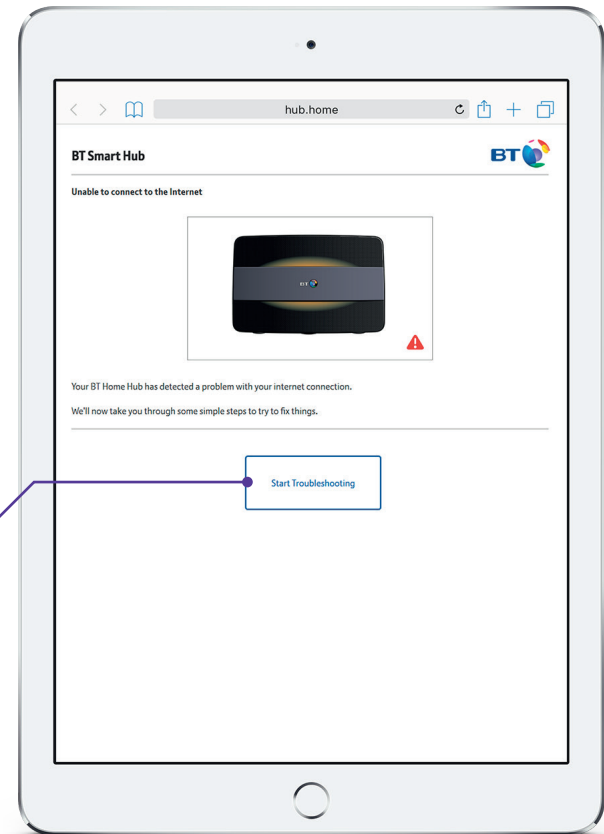 hub.home
BT Smart Hub
BT
Unable to connect to the Internet
BT
Your BT Home Hub has detected a problem with your internet connection.
We'll now take you through some simple steps to try to fix things.
Start Troubleshooting